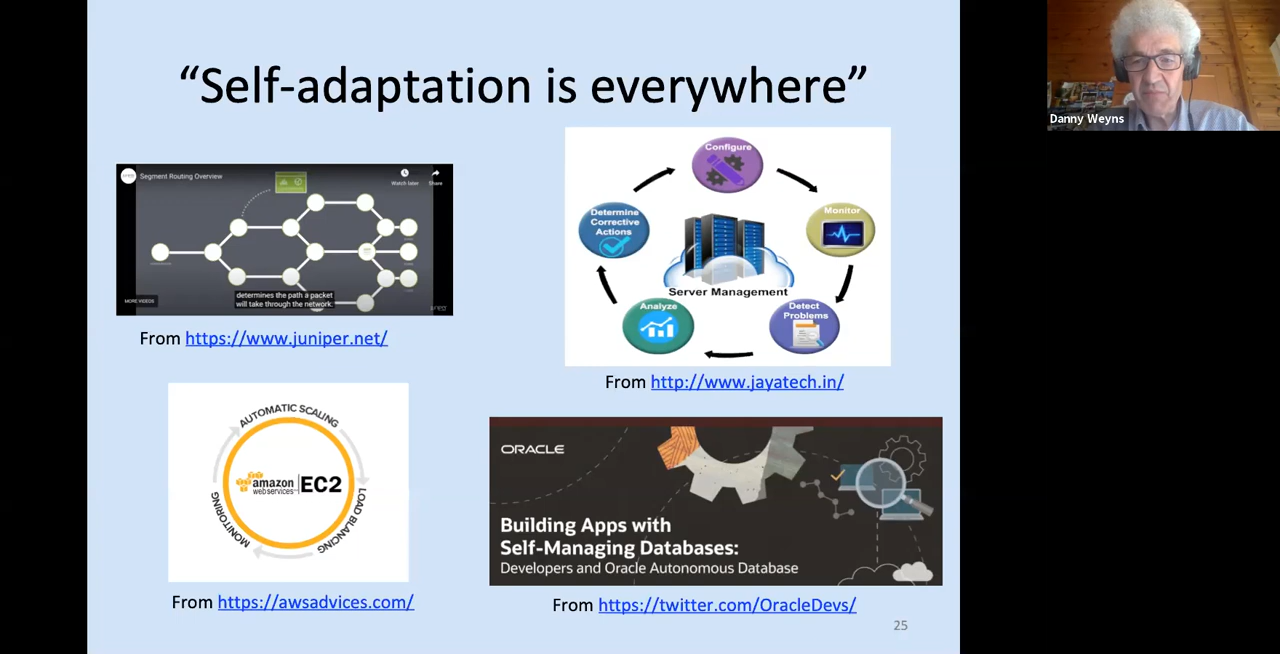 “Self-adaptation is everywhere”
Danny Weyns
Segment Routing Overview
Watch later
Share
determines the path a packet
will take through the network.
MORE VIDEOS
From https://www.juniper.net/
Configure
Monitor
Detect
Problems
Analyze
Determine
Corrective
Actions
Server Management
From http://www.jayatech.in/
AUTOMATIC SCALING
LOAD BLANCING
MONITORING
amazon
webservices
EC2
From https://awsadvices.com/
ORACLE
Building Apps with
Self-Managing Databases:
Developers and Oracle Autonomous Database
From https://twitter.com/OracleDevs/
25